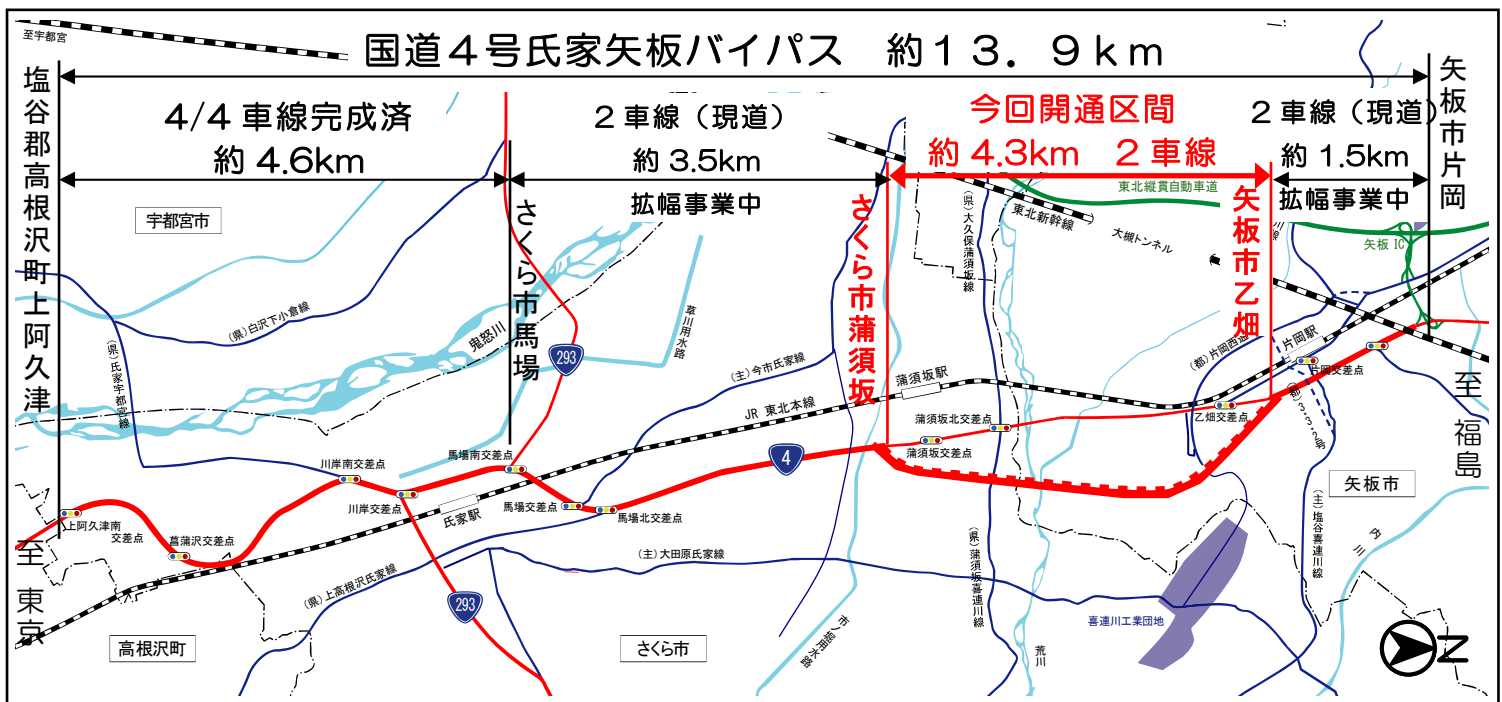 至宇都宮
国道４号氏家矢板バイパス　約１３．９ｋｍ
塩谷郡高根沢町上阿久津
矢板市片岡
4/4 車線完成済
約 4.6km
２車線（現道）
約 3.5km
拡幅事業中
今回開通区間
約 4.3km　２車線
２車線（現道）
約 1.5km
拡幅事業中
さくら市馬場
さくら市蒲須坂
矢板市乙畑
宇都宮市
東北縦貫自動車道
東北新幹線
大槻トンネル
矢板 IC
(県)大久保蒲須坂線
(県)白沢下小倉線
(県)氏家宇都宮線
鬼怒川
草川用水路
293
(主)今市氏家線
蒲須坂駅
JR 東北本線
(都)片岡西通
片岡駅
片岡交差点
(都)3・3・2号
乙畑交差点
蒲須坂北交差点
蒲須坂交差点
4
川岸南交差点
馬場南交差点
川岸交差点
氏家駅
馬場交差点
馬場北交差点
上阿久津南
交差点
菖蒲沢交差点
至 東京
至 福島
矢板市
(主)塩谷喜連川線
内川
(主)大田原氏家線
(県)上高根沢氏家線
293
(県)蒲須坂喜連川線
市ノ堀用水路
荒川
喜連川工業団地
高根沢町
さくら市
N